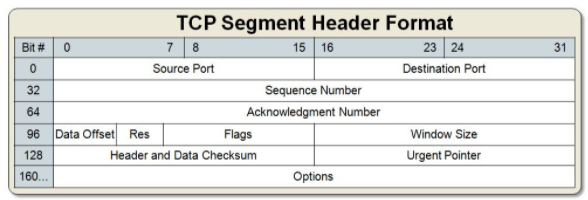 TCP Segment Header Format
Bit # 0 7 8 15 16 23 24 31
0 Source Port Destination Port
32 Sequence Number
64 Acknowledgment Number
96 Data Offset Res Flags Window Size
128 Header and Data Checksum Urgent Pointer
160... Options